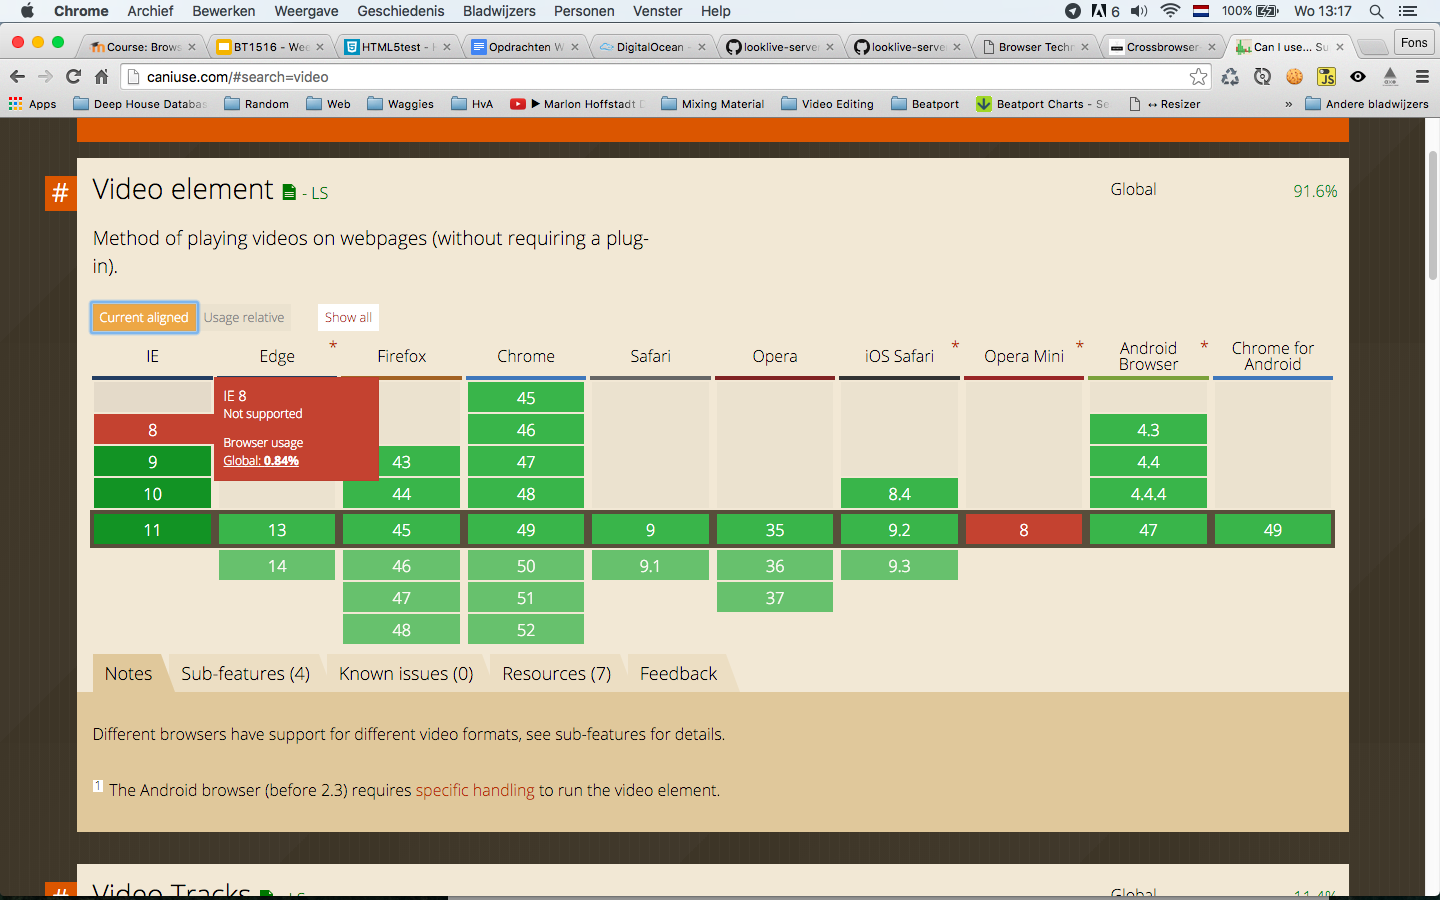 Chrome Archief Bewerken Weergave Geschiedenis Bladwijzers Personen Venster Help 6 100% Wo 13:17
Course: Brows BT1516 - Wee HTML5test - Opdrachten W DigitalOcean - looklive-server looklive-serve Browser Techn Crossbrowser- Can I use... Su Fons
caniuse.com/#search=video JS
Apps Deep House Databas Random Web Waggies HvA ▶ Marlon Hoffstadt Mixing Material Video Editing Beatport Beatport Charts - Se ↔ Resizer » Andere bladwijzers
# Video element - LS Global 91.6%
Method of playing videos on webpages (without requiring a plug-
in).
Current aligned Usage relative Show all
IE Edge * Firefox Chrome Safari Opera iOS Safari * Opera Mini * Android Browser * Chrome for Android
IE 8
Not supported
Browser usage
Global: 0.84%
45
8 46 4.3
9 43 47 4.4
10 44 48 8.4 4.4.4
11 13 45 49 9 35 9.2 8 47 49
14 46 50 9.1 36 9.3
47 51 37
48 52
Notes Sub-features (4) Known issues (0) Resources (7) Feedback
Different browsers have support for different video formats, see sub-features for details.
1 The Android browser (before 2.3) requires specific handling to run the video element.
# Video Tracks - LS Global 11.4%